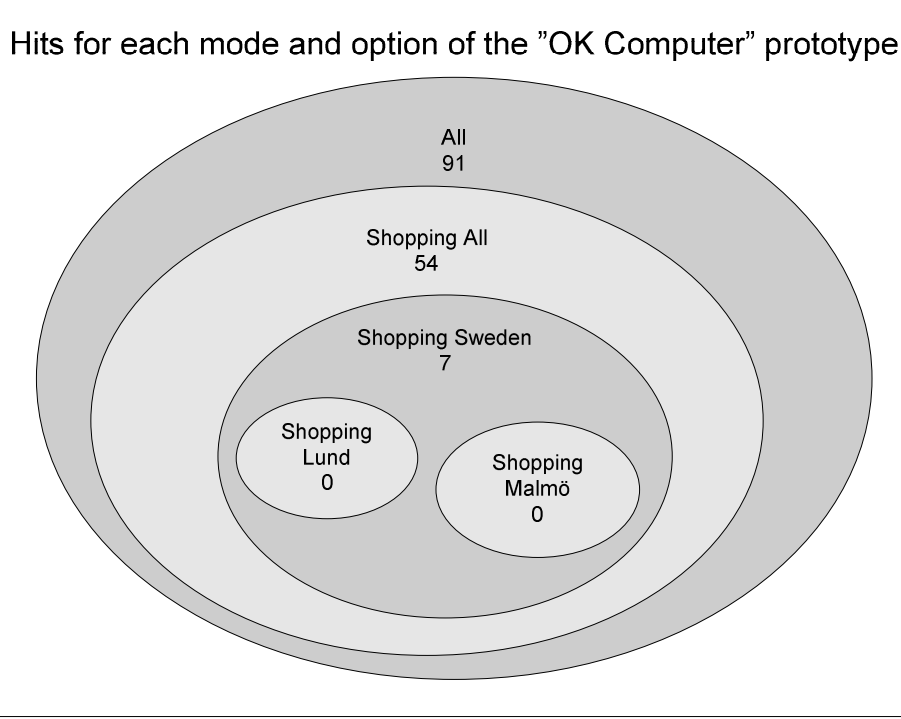 Hits for each mode and option of the ”OK Computer” prototype
All
91
Shopping All
54
Shopping Sweden
7
Shopping
Lund
0
Shopping
Malmö
0